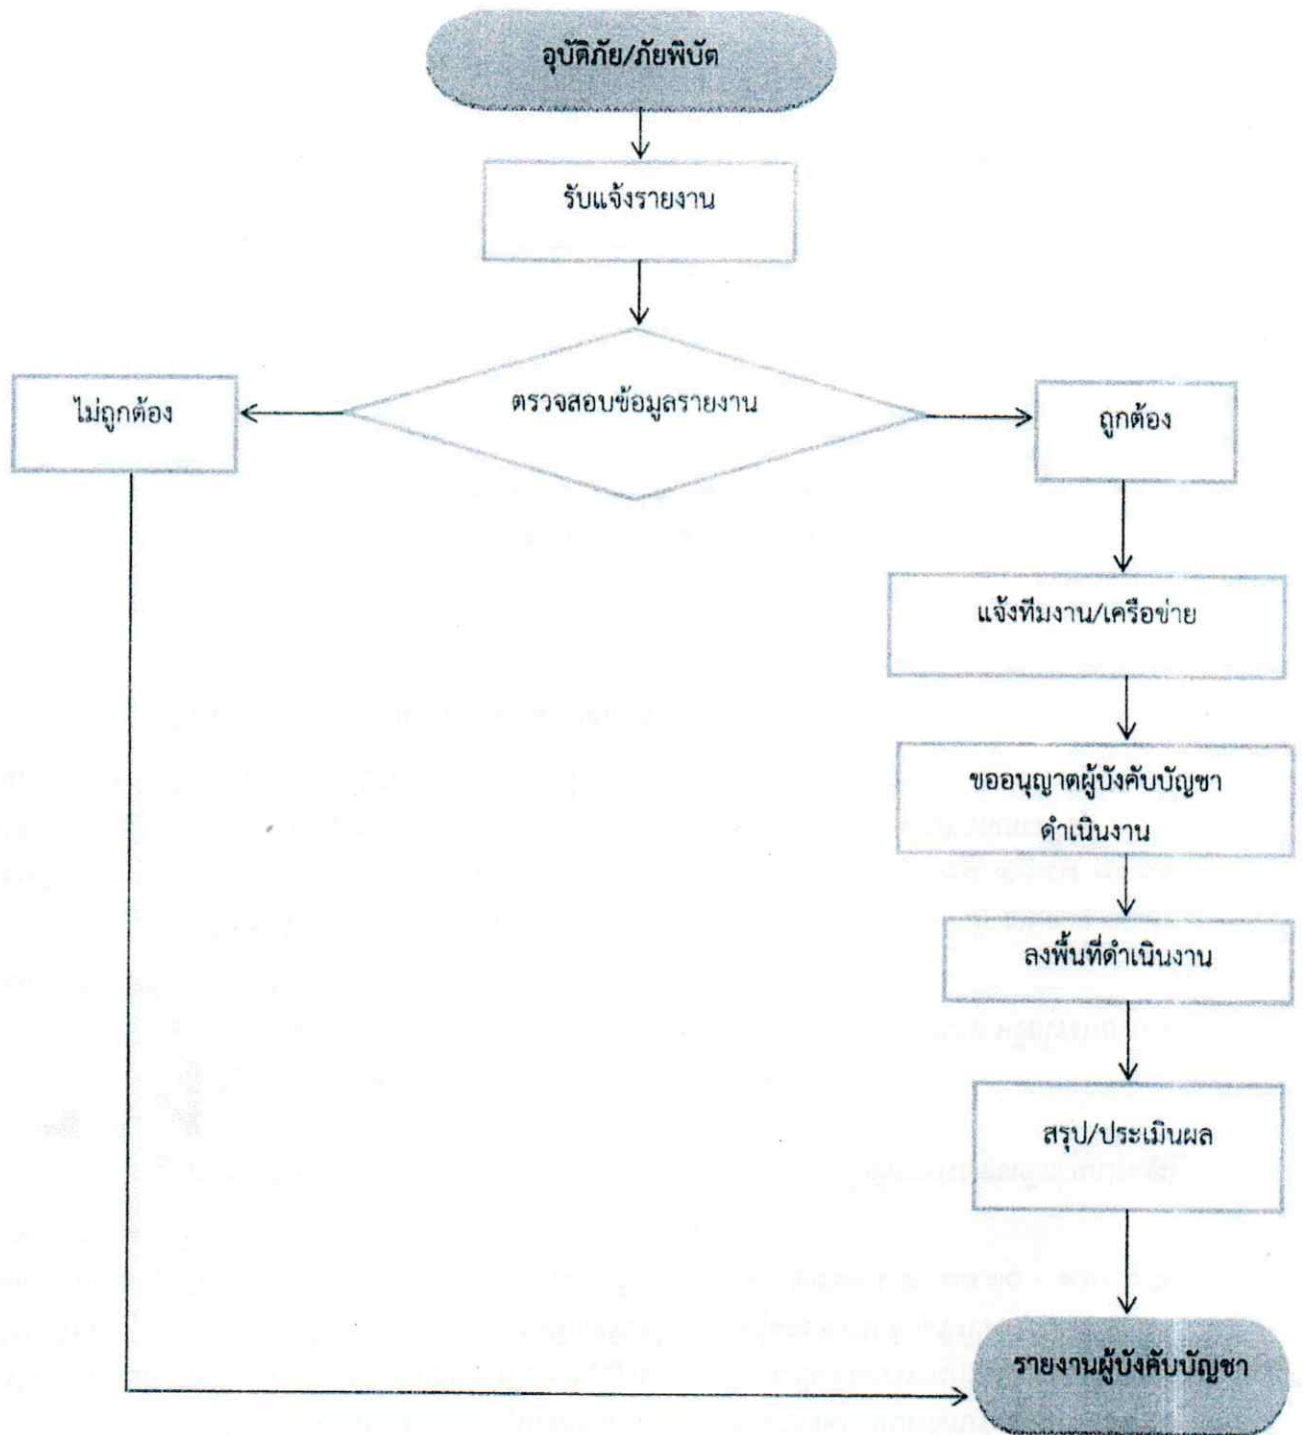 อุบัติภัย/ภัยพิบัต
รับแจ้งรายงาน
ตรวจสอบข้อมูลรายงาน
ไม่ถูกต้อง
ถูกต้อง
แจ้งทีมงาน/เครือข่าย
ขออนุญาตผู้บังคับบัญชา
ดำเนินงาน
ลงพื้นที่ดำเนินงาน
สรุป/ประเมินผล
รายงานผู้บังคับบัญชา